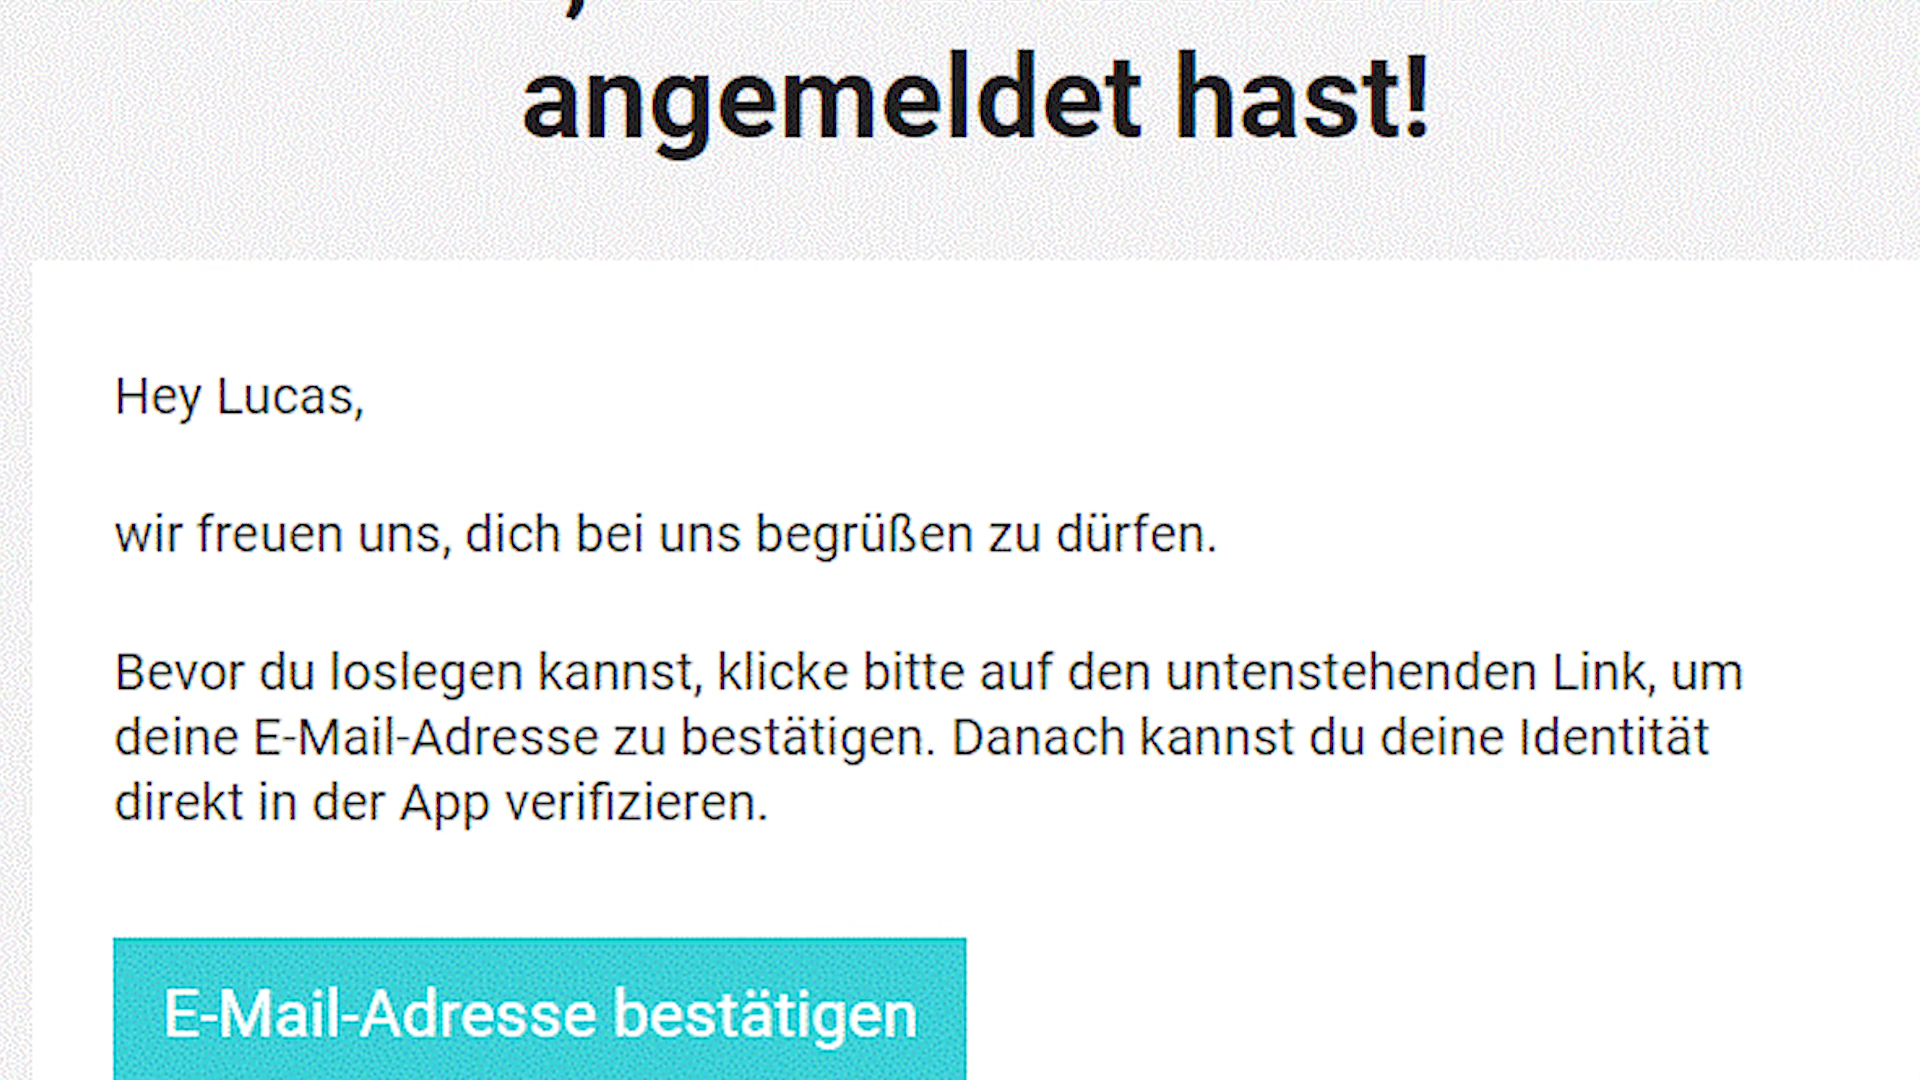 angemeldet hast!
Hey Lucas,
wir freuen uns, dich bei uns begrüßen zu dürfen.
Bevor du loslegen kannst, klicke bitte auf den untenstehenden Link, um
deine E-Mail-Adresse zu bestätigen. Danach kannst du deine Identität
direkt in der App verifizieren.
E-Mail-Adresse bestätigen